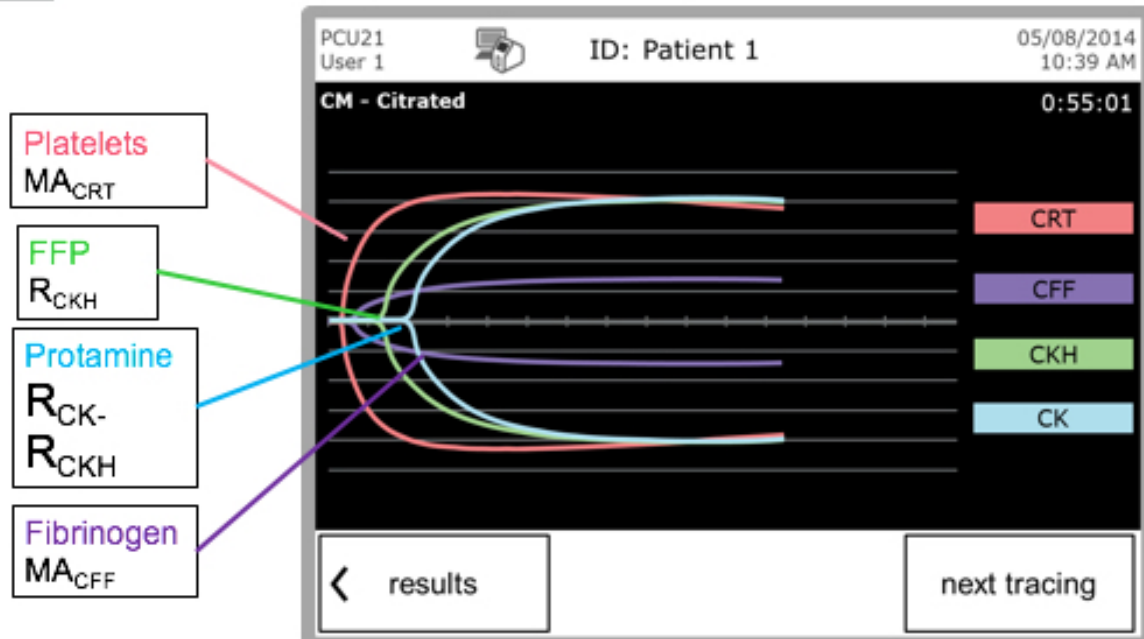 PCU21
User 1
ID: Patient 1
05/08/2014
10:39 AM
CM - Citrated
0:55:01
Platelets
MACRT
FFP
RCKH
Protamine
RCK-
RCKH
Fibrinogen
MACFF
CRT
CFF
CKH
CK
results
next tracing